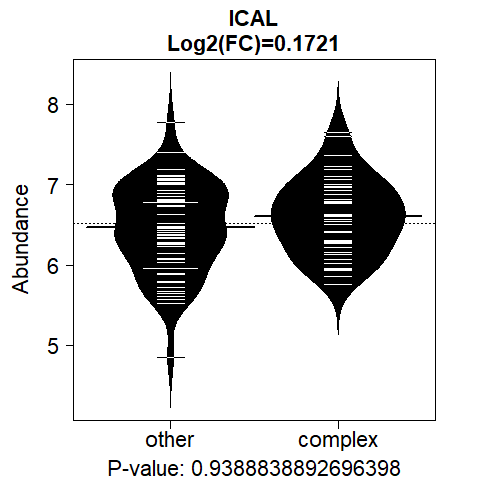 ICAL
Log2(FC)=0.1721
8
7
6
5
Abundance
other complex
P-value: 0.9388838892696398